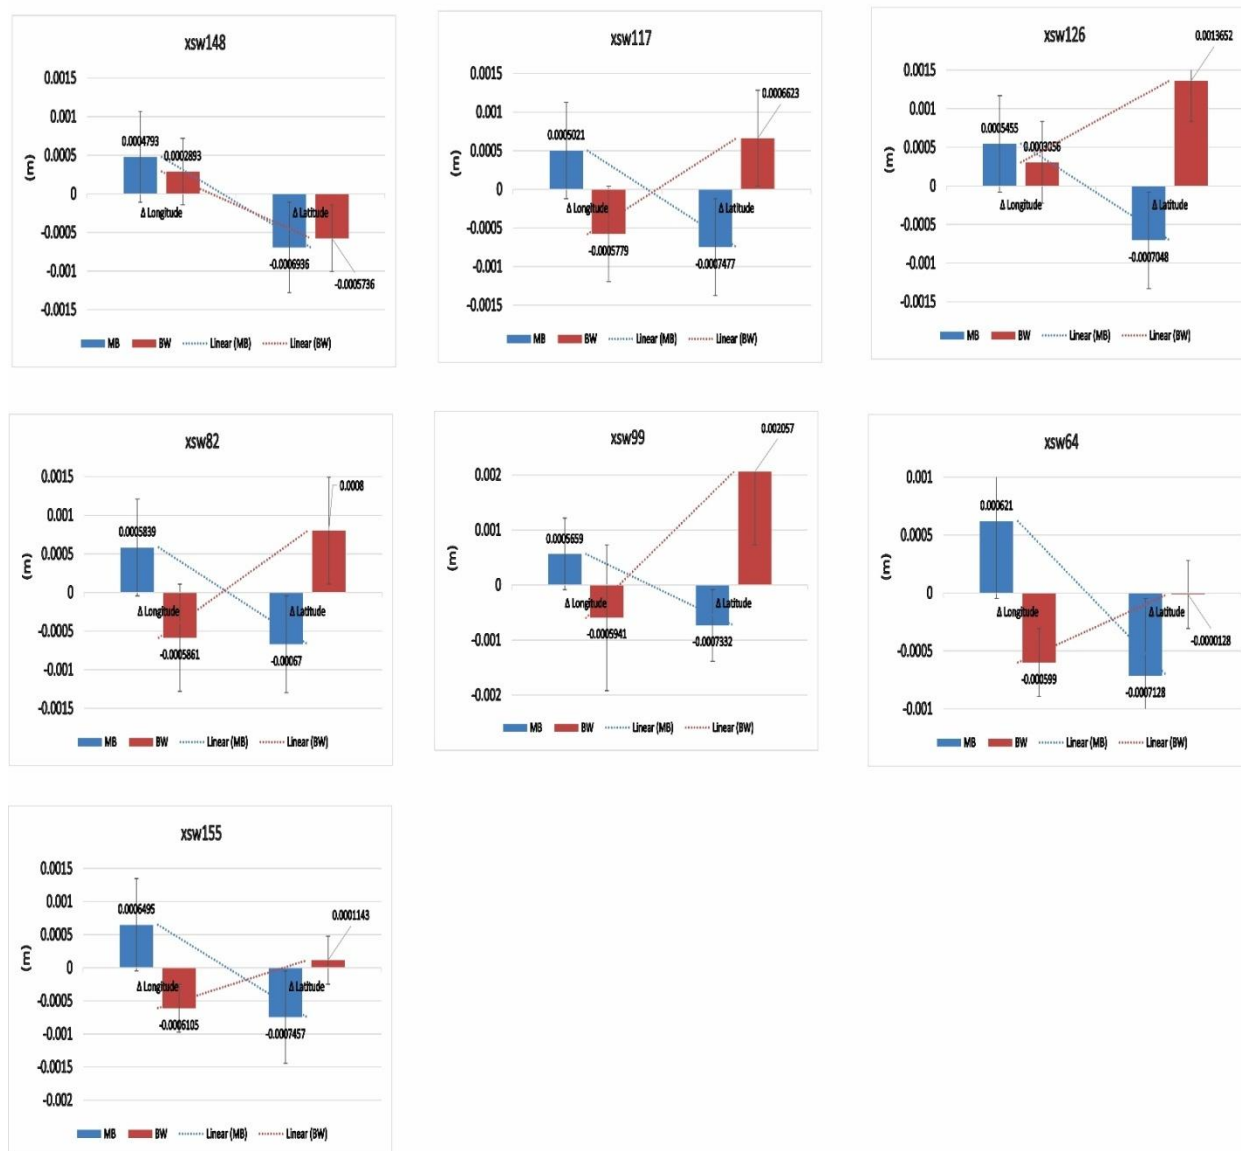 xsw148
0.0015
0.001
0.0005
0
-0.0005
-0.001
-0.0015
(m)
0.0004793
0.0002893
Δ Longitude
Δ Latitude
-0.0006936
-0.0005736
MB BW Linear (MB) Linear (BW)
xsw117
0.0015
0.001
0.0005
0
-0.0005
-0.001
-0.0015
(m)
0.0005021
0.0006623
Δ Longitude
Δ Latitude
-0.0005779
-0.0007477
MB BW Linear (MB) Linear (BW)
xsw126
0.0013652
0.0015
0.001
0.0005
0
-0.0005
-0.001
-0.0015
(m)
0.0005455
0.0003056
Δ Longitude
Δ Latitude
-0.0007048
MB BW Linear (MB) Linear (BW)
xsw82
0.0015
0.001
0.0005
0
-0.0005
-0.001
-0.0015
(m)
0.0008
0.0005839
Δ Longitude
Δ Latitude
-0.0005861
-0.00067
MB BW Linear (MB) Linear (BW)
xsw99
0.002057
0.002
0.001
0
-0.001
-0.002
(m)
0.0005659
Δ Longitude
Δ Latitude
-0.0005941
-0.0007332
MB BW Linear (MB) Linear (BW)
xsw64
0.001
0.0005
0
-0.0005
-0.001
(m)
0.000621
Δ Longitude
Δ Latitude
-0.0000128
-0.000599
-0.0007128
MB BW Linear (MB) Linear (BW)
xsw155
0.0015
0.001
0.0005
0
-0.0005
-0.001
-0.0015
-0.002
(m)
0.0006495
0.0001143
Δ Longitude
Δ Latitude
-0.0006105
-0.0007457
MB BW Linear (MB) Linear (BW)